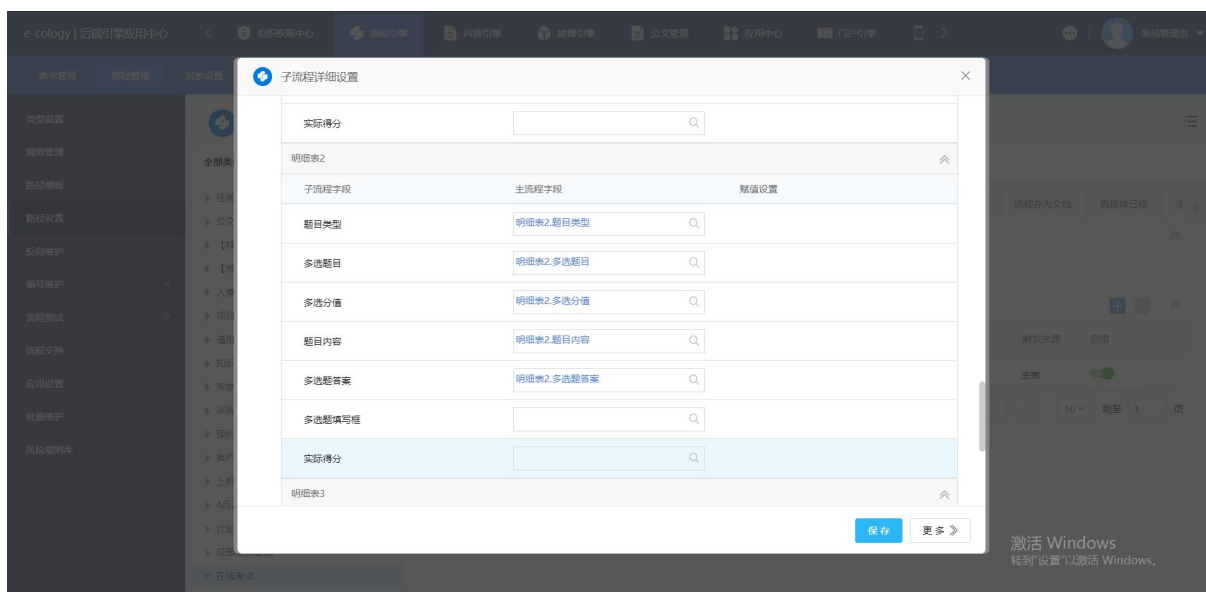 e-cology | 后端引擎应用中心
组织权限中心
流程引擎
内容引擎
建模引擎
公文管理
应用中心
门户引擎
系统管理员
表单管理
路径管理
报表设置
子流程详细设置
类型设置
规则管理
路径模板
路径设置
反向维护
编号维护
流程测试
流程交换
应用设置
批量维护
风险规则库
实际得分
明细表2
子流程字段 主流程字段 赋值设置
题目类型 明细表2.题目类型
多选题目 明细表2.多选题目
多选分值 明细表2.多选分值
题目内容 明细表2.题目内容
多选题答案 明细表2.多选题答案
多选题填写框
实际得分
明细表3
保存 更多
流程存为文档
流程转日程
触发来源 启用
主表
10 跳至 1 页
在线考试
激活 Windows
转到"设置"以激活 Windows。